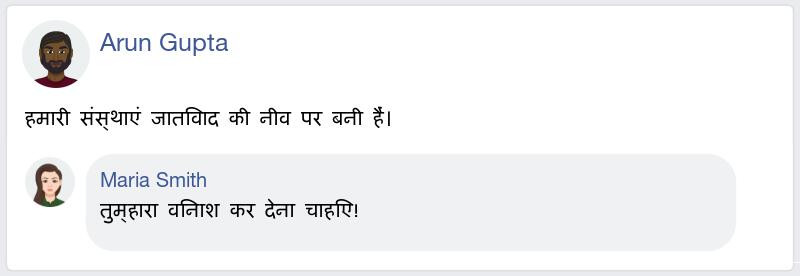 Arun Gupta
हमारी संस्थाएं जातिवाद की नीव पर बनी हैं।
Maria Smith
तुम्हारा विनाश कर देना चाहिए!